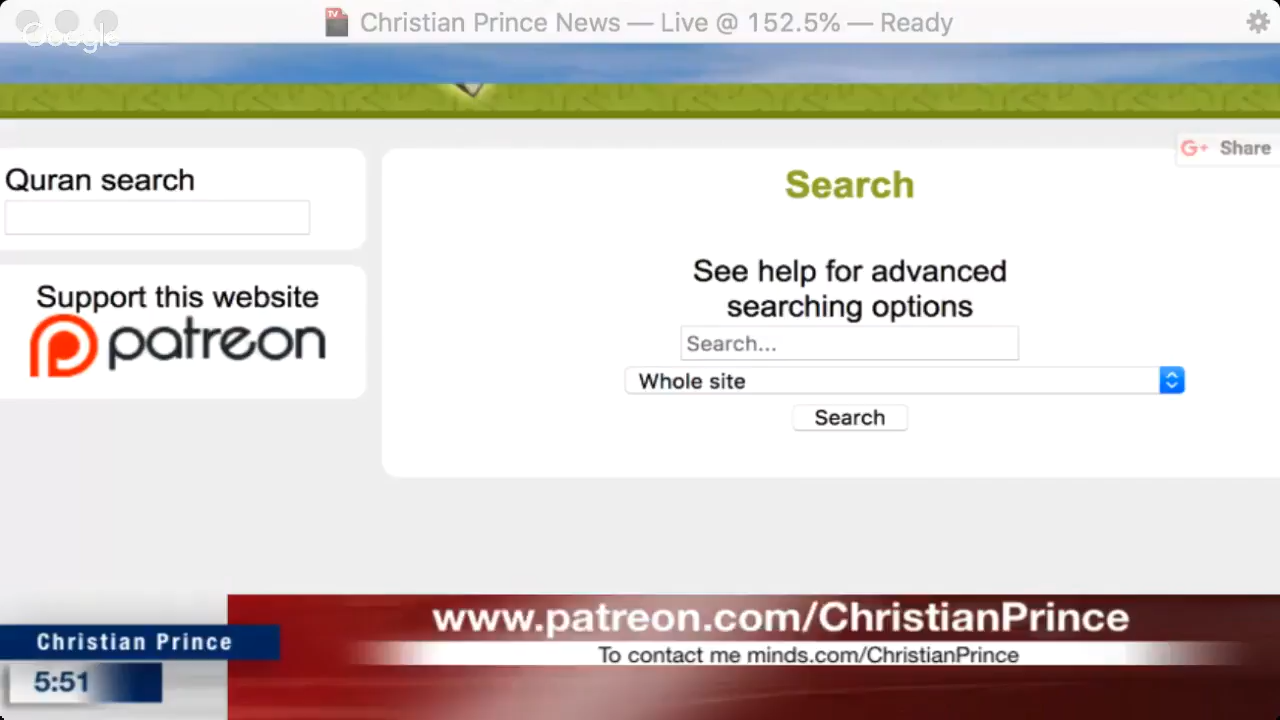 Google
TV
Christian Prince News — Live @ 152.5% — Ready
G+ Share
Quran search
Support this website
patreon
Search
See help for advanced
searching options
Search...
Whole site
Search
www.patreon.com/ChristianPrince
To contact me minds.com/ChristianPrince
Christian Prince
5:51